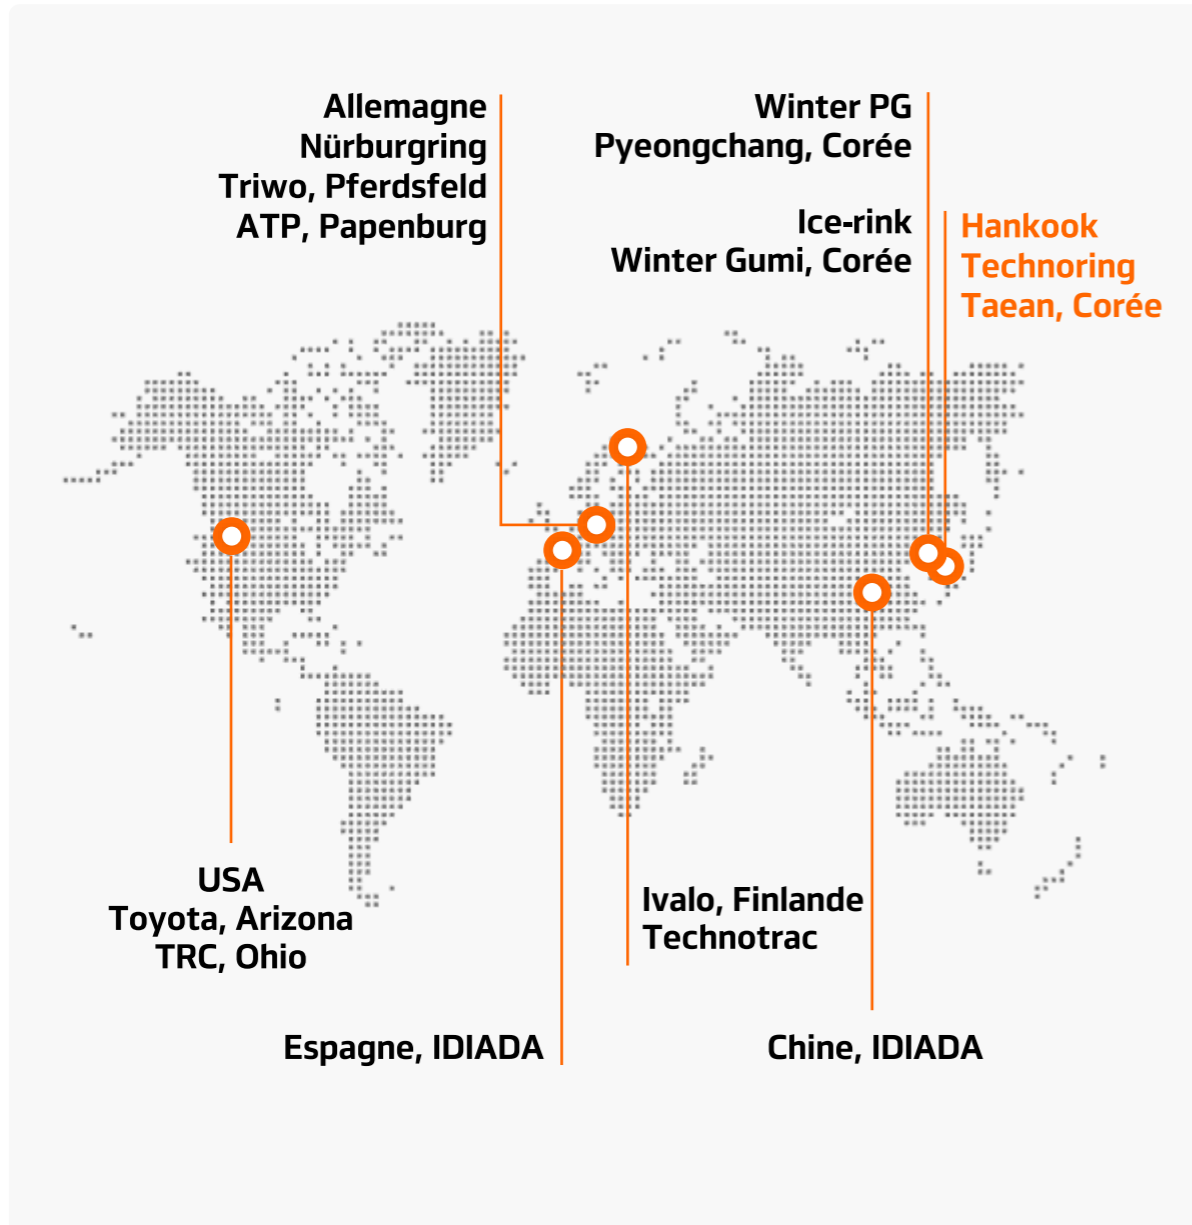 Allemagne
Nürburgring
Triwo, Pferdsfeld
ATP, Papenburg
Winter PG
Pyeongchang, Corée
Ice-rink
Winter Gumi, Corée
Hankook
Technoring
Taean, Corée
USA
Toyota, Arizona
TRC, Ohio
Ivalo, Finlande
Technotrac
Espagne, IDIADA
Chine, IDIADA